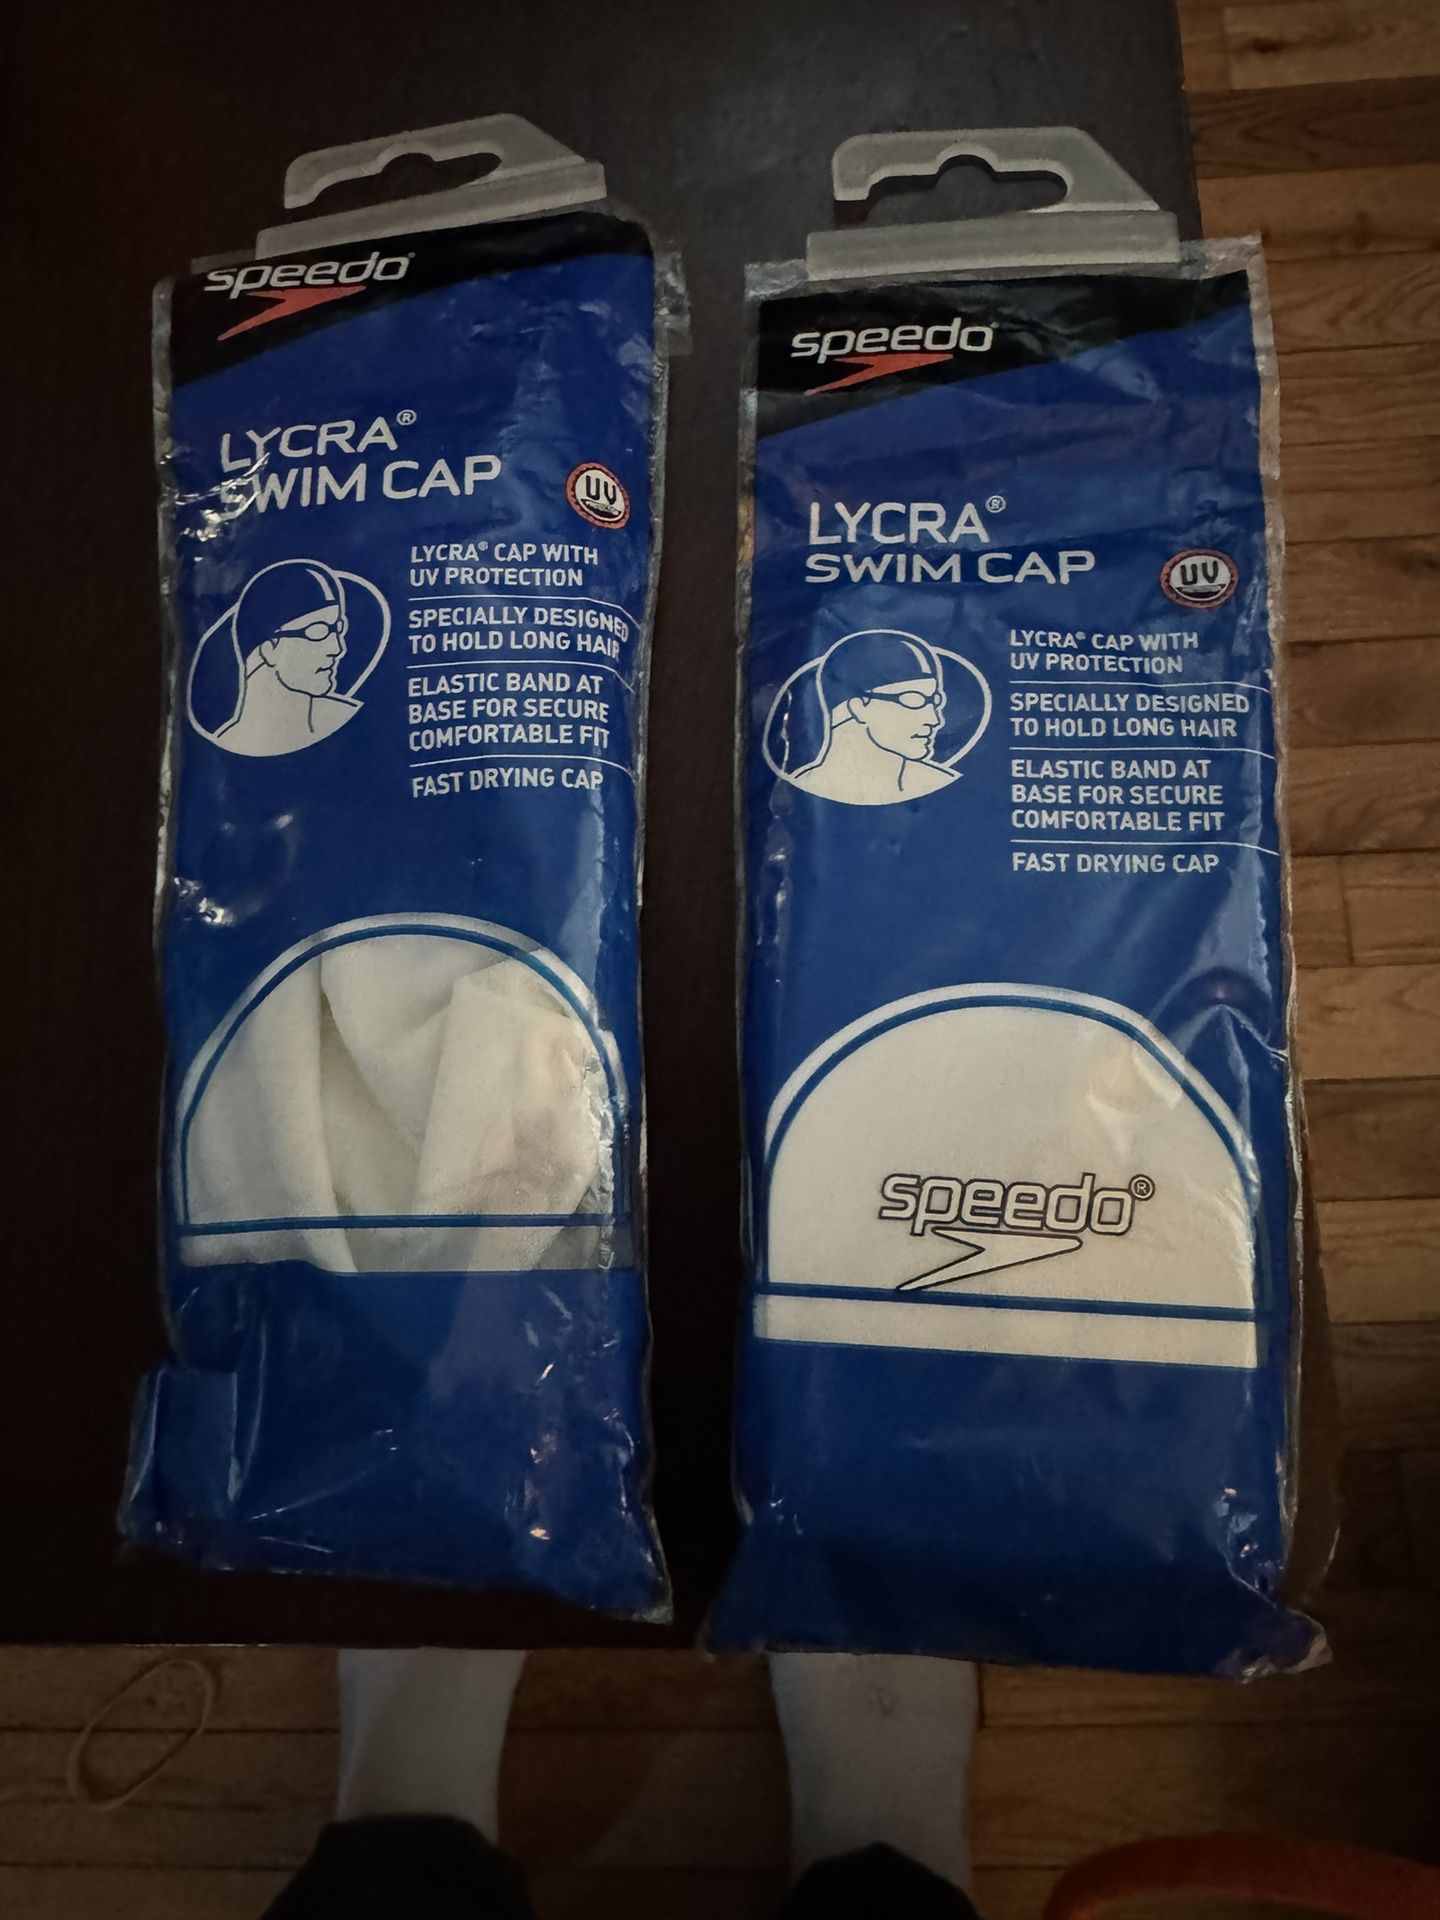 speedo
LYCRA®
SWIM CAP
UV
LYCRA® CAP WITH
UV PROTECTION
SPECIALLY DESIGNED
TO HOLD LONG HAIR
ELASTIC BAND AT
BASE FOR SECURE
COMFORTABLE FIT
FAST DRYING CAP
speedo
LYCRA®
SWIM CAP
UV
LYCRA® CAP WITH
UV PROTECTION
SPECIALLY DESIGNED
TO HOLD LONG HAIR
ELASTIC BAND AT
BASE FOR SECURE
COMFORTABLE FIT
FAST DRYING CAP
speedo®